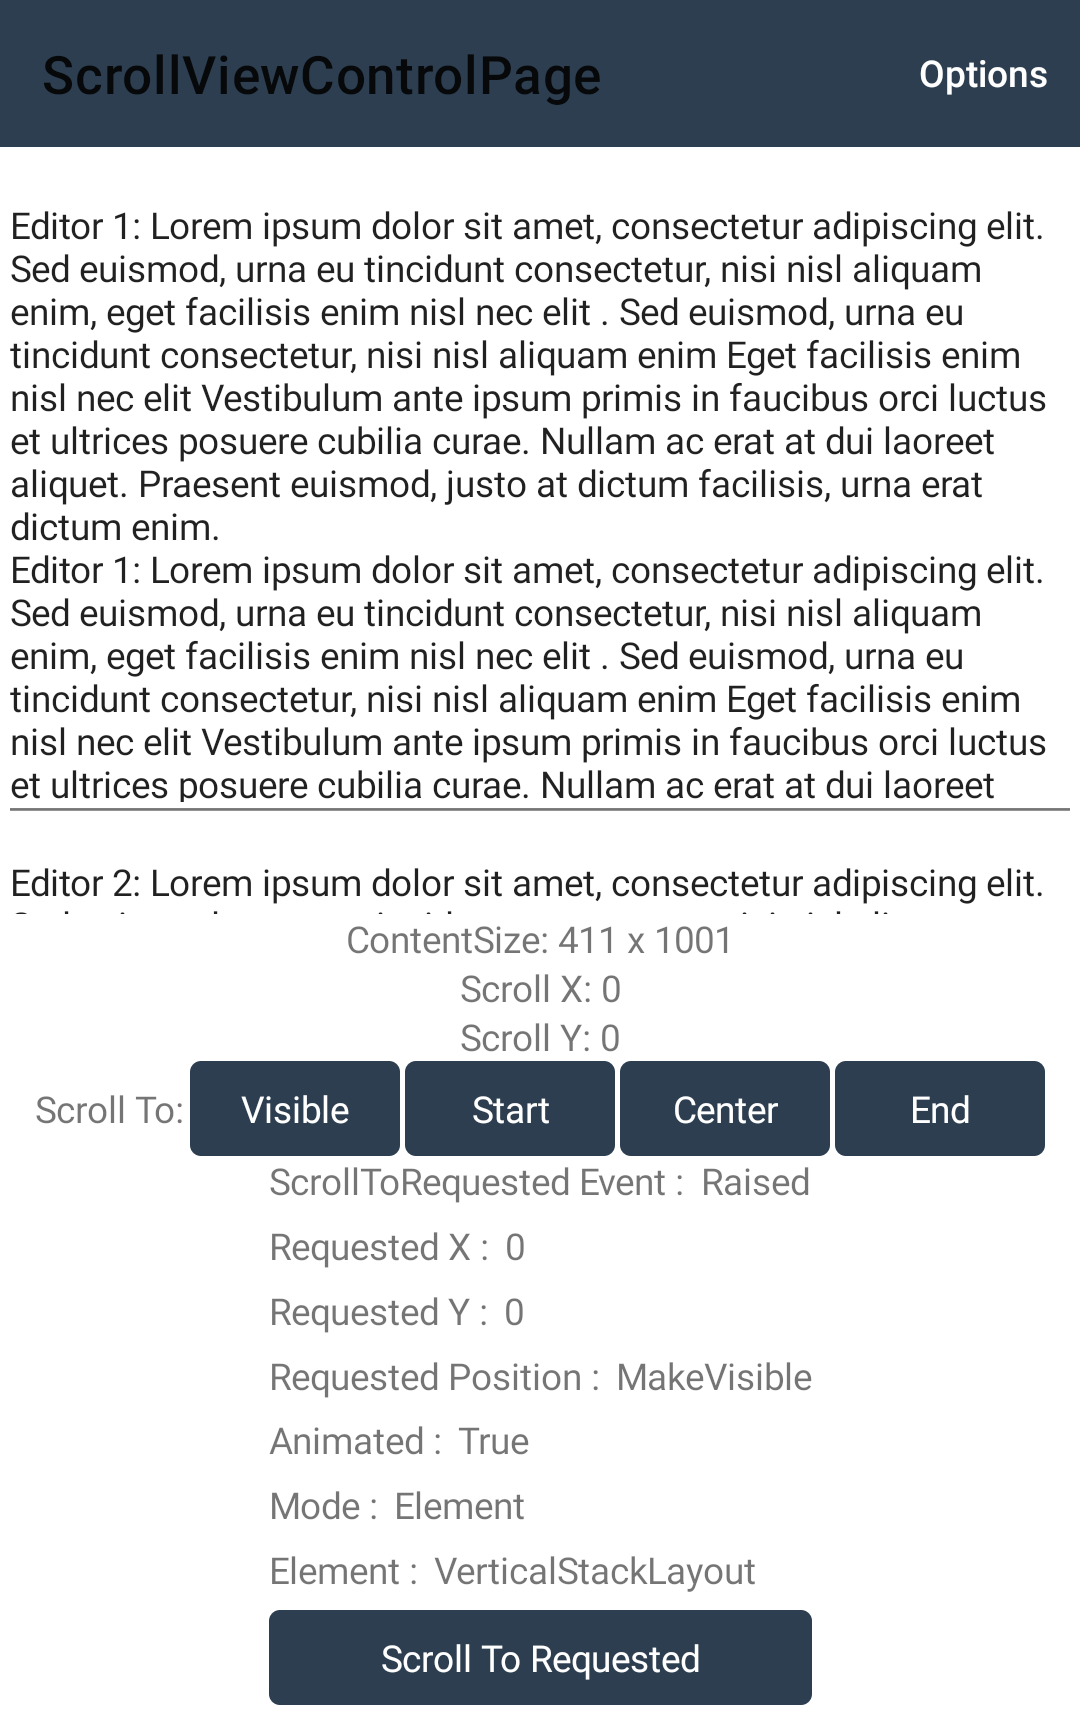 ScrollViewControlPage
Options
Editor 1: Lorem ipsum dolor sit amet, consectetur adipiscing elit.
Sed euismod, urna eu tincidunt consectetur, nisi nisl aliquam
enim, eget facilisis enim nisl nec elit . Sed euismod, urna eu
tincidunt consectetur, nisi nisl aliquam enim Eget facilisis enim
nisl nec elit Vestibulum ante ipsum primis in faucibus orci luctus
et ultrices posuere cubilia curae. Nullam ac erat at dui laoreet
aliquet. Praesent euismod, justo at dictum facilisis, urna erat
dictum enim.
Editor 1: Lorem ipsum dolor sit amet, consectetur adipiscing elit.
Sed euismod, urna eu tincidunt consectetur, nisi nisl aliquam
enim, eget facilisis enim nisl nec elit . Sed euismod, urna eu
tincidunt consectetur, nisi nisl aliquam enim Eget facilisis enim
nisl nec elit Vestibulum ante ipsum primis in faucibus orci luctus
et ultrices posuere cubilia curae. Nullam ac erat at dui laoreet
Editor 2: Lorem ipsum dolor sit amet, consectetur adipiscing elit.
ContentSize: 411 x 1001
Scroll X: 0
Scroll Y: 0
Scroll To: Visible Start Center End
ScrollToRequested Event : Raised
Requested X : 0
Requested Y : 0
Requested Position : MakeVisible
Animated : True
Mode : Element
Element : VerticalStackLayout
Scroll To Requested